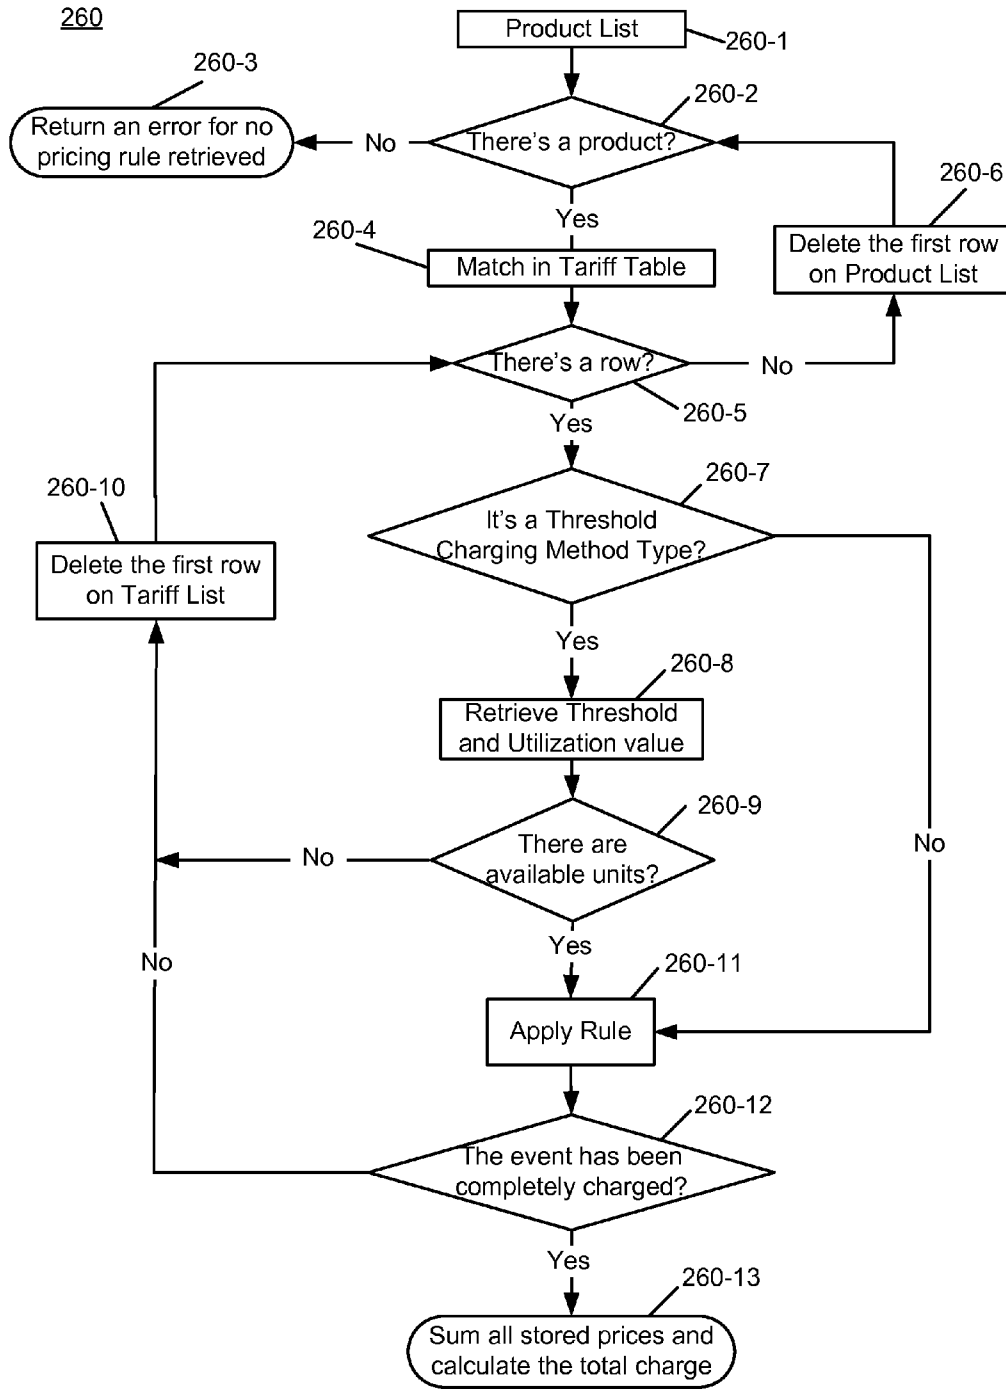 260
Product List
260-1
260-3
260-2
Return an error for no
pricing rule retrieved
No
There's a product?
260-6
Yes
260-4
Match in Tariff Table
Delete the first row
on Product List
There's a row?
No
260-5
Yes
260-7
260-10
It's a Threshold
Charging Method Type?
Delete the first row
on Tariff List
Yes
260-8
Retrieve Threshold
and Utilization value
260-9
There are
available units?
No
No
Yes
No
260-11
Apply Rule
260-12
The event has been
completely charged?
Yes
260-13
Sum all stored prices and
calculate the total charge